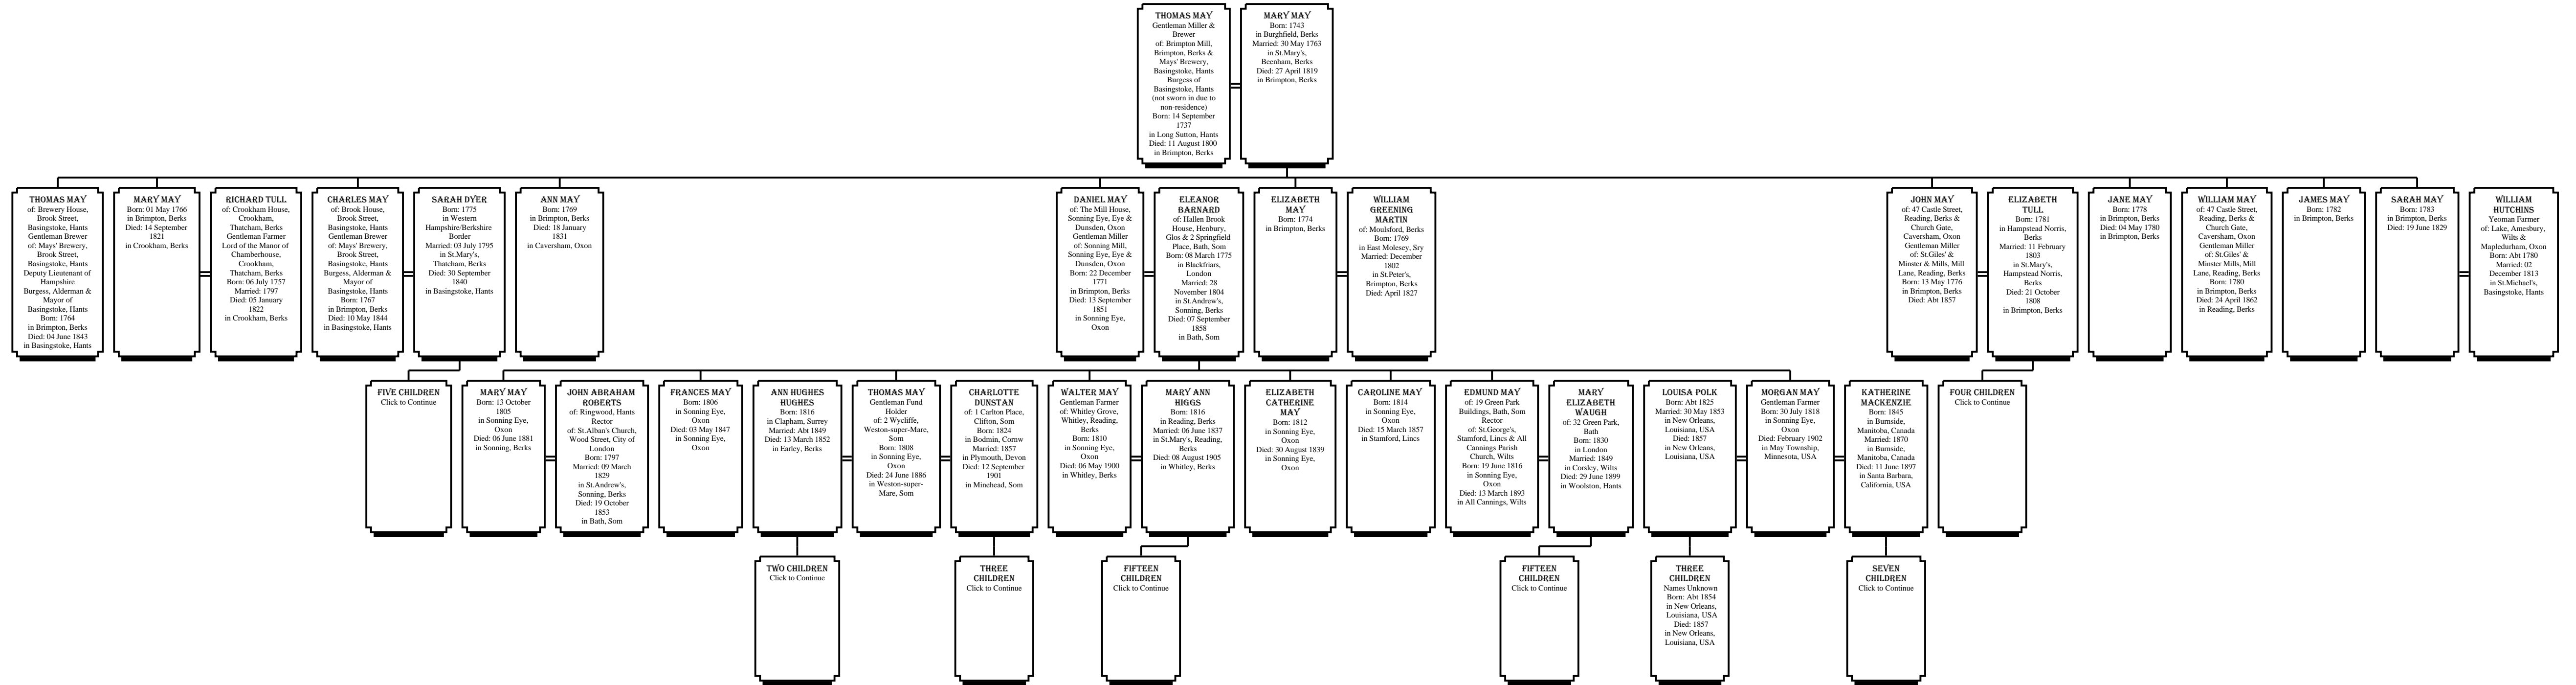 THOMAS MAY
Gentleman Miller &
Brewer
of: Brimpton Mill,
Brimpton, Berks &
Mays' Brewery,
Basingstoke, Hants
Burgess of
Basingstoke, Hants
(not sworn in due to
non-residence)
Born: 14 September
1737
in Long Sutton, Hants
Died: 11 August 1800
in Brimpton, Berks
MARY MAY
Born: 1743
in Burghfield, Berks
Married: 30 May 1763
in St.Mary's,
Beenham, Berks
Died: 27 April 1819
in Brimpton, Berks
THOMAS MAY
of: Brewery House,
Brook Street,
Basingstoke, Hants
Gentleman Brewer
of: Mays' Brewery,
Brook Street,
Basingstoke, Hants
Deputy Lieutenant of
Hampshire
Burgess, Alderman &
Mayor of
Basingstoke, Hants
Born: 1764
in Brimpton, Berks
Died: 04 June 1843
in Basingstoke, Hants
MARY MAY
Born: 01 May 1766
in Brimpton, Berks
Died: 14 September
1821
in Crookham, Berks
RICHARD TULL
of: Crookham House,
Crookham,
Thatcham, Berks
Gentleman Farmer
Lord of the Manor of
Chamberhouse,
Crookham,
Thatcham, Berks
Born: 06 July 1757
Married: 1797
Died: 05 January
1822
in Crookham, Berks
CHARLES MAY
of: Brook House,
Brook Street,
Basingstoke, Hants
Gentleman Brewer
of: Mays' Brewery,
Brook Street,
Basingstoke, Hants
Burgess, Alderman &
Mayor of
Basingstoke, Hants
Born: 1767
in Brimpton, Berks
Died: 10 May 1844
in Basingstoke, Hants
SARAH DYER
Born: 1775
in Western
Hampshire/Berkshire
Border
Married: 03 July 1795
in St.Mary's,
Thatcham, Berks
Died: 30 September
1840
in Basingstoke, Hants
ANN MAY
Born: 1769
in Brimpton, Berks
Died: 18 January
1831
in Caversham, Oxon
DANIEL MAY
of: The Mill House,
Sonning Eye, Eye &
Dunsden, Oxon
Gentleman Miller
of: Sonning Mill,
Sonning Eye, Eye &
Dunsden, Oxon
Born: 22 December
1771
in Brimpton, Berks
Died: 13 September
1851
in Sonning Eye,
Oxon
ELEANOR
BARNARD
of: Hallen Brook
House, Henbury,
Glos & 2 Springfield
Place, Bath, Som
Born: 08 March 1775
in Blackfriars,
London
Married: 28
November 1804
in St.Andrew's,
Sonning, Berks
Died: 07 September
1858
in Bath, Som
ELIZABETH
MAY
Born: 1774
in Brimpton, Berks
WILLIAM
GREENING
MARTIN
of: Moulsford, Berks
Born: 1769
in East Molesey, Sry
Married: December
1802
in St.Peter's,
Brimpton, Berks
Died: April 1827
JOHN MAY
of: 47 Castle Street,
Reading, Berks &
Church Gate,
Caversham, Oxon
Gentleman Miller
of: St.Giles' &
Minster & Mills, Mill
Lane, Reading, Berks
Born: 13 May 1776
in Brimpton, Berks
Died: Abt 1857
ELIZABETH
TULL
Born: 1781
in Hampstead Norris,
Berks
Married: 11 February
1803
in St.Mary's,
Hampstead Norris,
Berks
Died: 21 October
1808
in Brimpton, Berks
JANE MAY
Born: 1778
in Brimpton, Berks
Died: 04 May 1780
in Brimpton, Berks
WILLIAM MAY
of: 47 Castle Street,
Reading, Berks &
Church Gate,
Caversham, Oxon
Gentleman Miller
of: St.Giles' &
Minster Mills, Mill
Lane, Reading, Berks
Born: 1780
in Brimpton, Berks
Died: 24 April 1862
in Reading, Berks
JAMES MAY
Born: 1782
in Brimpton, Berks
SARAH MAY
Born: 1783
in Brimpton, Berks
Died: 19 June 1829
WILLIAM
HUTCHINS
Yeoman Farmer
of: Lake, Amesbury,
Wilts &
Mapledurham, Oxon
Born: Abt 1780
Married: 02
December 1813
in St.Michael's,
Basingstoke, Hants
FIVE CHILDREN
Click to Continue
MARY MAY
Born: 13 October
1805
in Sonning Eye,
Oxon
Died: 06 June 1881
in Sonning, Berks
JOHN ABRAHAM
ROBERTS
of: Ringwood, Hants
Rector
of: St.Alban's Church,
Wood Street, City of
London
Born: 1797
Married: 09 March
1829
in St.Andrew's,
Sonning, Berks
Died: 19 October
1853
in Bath, Som
FRANCES MAY
Born: 1806
in Sonning Eye,
Oxon
Died: 03 May 1847
in Sonning Eye,
Oxon
ANN HUGHES
HUGHES
Born: 1816
in Clapham, Surrey
Married: Abt 1849
Died: 13 March 1852
in Earley, Berks
THOMAS MAY
Gentleman Fund
Holder
of: 2 Wycliffe,
Weston-super-Mare,
Som
Born: 1808
in Sonning Eye,
Oxon
Died: 24 June 1886
in Weston-super-
Mare, Som
CHARLOTTE
DUNSTAN
of: 1 Carlton Place,
Clifton, Som
Born: 1824
in Bodmin, Cornw
Married: 1857
in Plymouth, Devon
Died: 12 September
1901
in Minehead, Som
WALTER MAY
Gentleman Farmer
of: Whitley Grove,
Whitley, Reading,
Berks
Born: 1810
in Sonning Eye,
Oxon
Died: 06 May 1900
in Whitley, Berks
MARY ANN
HIGGS
Born: 1816
in Reading, Berks
Married: 06 June 1837
in St.Mary's, Reading,
Berks
Died: 08 August 1905
in Whitley, Berks
ELIZABETH
CATHERINE
MAY
Born: 1812
in Sonning Eye,
Oxon
Died: 30 August 1839
in Sonning Eye,
Oxon
CAROLINE MAY
Born: 1814
in Sonning Eye,
Oxon
Died: 15 March 1857
in Stamford, Lincs
EDMUND MAY
of: 19 Green Park
Buildings, Bath, Som
Rector
of: St.George's,
Stamford, Lincs & All
Cannings Parish
Church, Wilts
Born: 19 June 1816
in Sonning Eye,
Oxon
Died: 13 March 1893
in All Cannings, Wilts
MARY
ELIZABETH
WAUGH
of: 32 Green Park,
Bath
Born: 1830
in London
Married: 1849
in Corsley, Wilts
Died: 29 June 1899
in Woolston, Hants
LOUISA POLK
Born: Abt 1825
Married: 30 May 1853
in New Orleans,
Louisiana, USA
Died: 1857
in New Orleans,
Louisiana, USA
MORGAN MAY
Gentleman Farmer
Born: 30 July 1818
in Sonning Eye,
Oxon
Died: February 1902
in May Township,
Minnesota, USA
KATHERINE
MACKENZIE
Born: 1845
in Burnside,
Manitoba, Canada
Married: 1870
in Burnside,
Manitoba, Canada
Died: 11 June 1897
in Santa Barbara,
California, USA
FOUR CHILDREN
Click to Continue
TWO CHILDREN
Click to Continue
THREE
CHILDREN
Click to Continue
FIFTEEN
CHILDREN
Click to Continue
FIFTEEN
CHILDREN
Click to Continue
THREE
CHILDREN
Names Unknown
Born: Abt 1854
in New Orleans,
Louisiana, USA
Died: 1857
in New Orleans,
Louisiana, USA
SEVEN
CHILDREN
Click to Continue